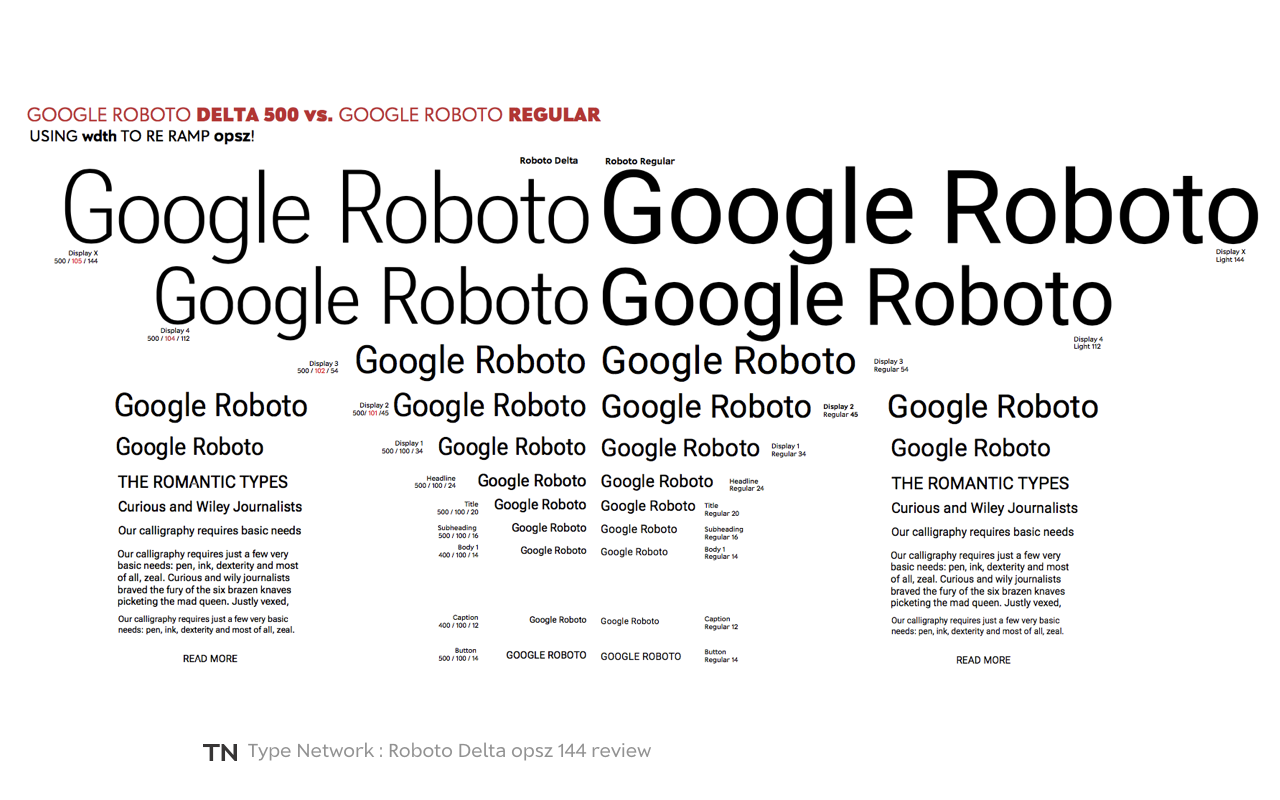 GOOGLE ROBOTO DELTA 500 vs. GOOGLE ROBOTO REGULAR
USING wdth TO RE RAMP opsz!
Roboto Delta
Roboto Regular
Google Roboto
Google Roboto
Display X
500 / 105 / 144
Display X
Light 144
Google Roboto
Google Roboto
Display 4
500 / 104 / 112
Display 4
Light 112
Display 3
500 / 102 / 54
Google Roboto
Google Roboto
Display 3
Regular 54
Google Roboto
Display 2
500/ 101 /45
Google Roboto
Google Roboto
Display 2
Regular 45
Google Roboto
Google Roboto
Display 1
500 / 100 / 34
Google Roboto
Google Roboto
Display 1
Regular 34
Google Roboto
THE ROMANTIC TYPES
Headline
500 / 100 / 24
Google Roboto
Google Roboto
Headline
Regular 24
THE ROMANTIC TYPES
Curious and Wiley Journalists
Title
500 / 100 / 20
Google Roboto
Google Roboto
Title
Regular 20
Curious and Wiley Journalists
Our calligraphy requires basic needs
Subheading
500 / 100 / 16
Google Roboto
Google Roboto
Subheading
Regular 16
Our calligraphy requires basic needs
Our calligraphy requires just a few very
basic needs: pen, ink, dexterity and most
of all, zeal. Curious and wily journalists
braved the fury of the six brazen knaves
picketing the mad queen. Justly vexed,
Body 1
400 / 100 / 14
Google Roboto
Google Roboto
Body 1
Regular 14
Our calligraphy requires just a few very
basic needs: pen, ink, dexterity and most
of all, zeal. Curious and wily journalists
braved the fury of the six brazen knaves
picketing the mad queen. Justly vexed,
Our calligraphy requires just a few very basic
needs: pen, ink, dexterity and most of all, zeal.
Caption
400 / 100 / 12
Google Roboto
Google Roboto
Caption
Regular 12
Our calligraphy requires just a few very basic
needs: pen, ink, dexterity and most of all, zeal.
READ MORE
Button
500 / 100 / 14
GOOGLE ROBOTO
GOOGLE ROBOTO
Button
Regular 14
READ MORE
TN Type Network : Roboto Delta opsz 144 review